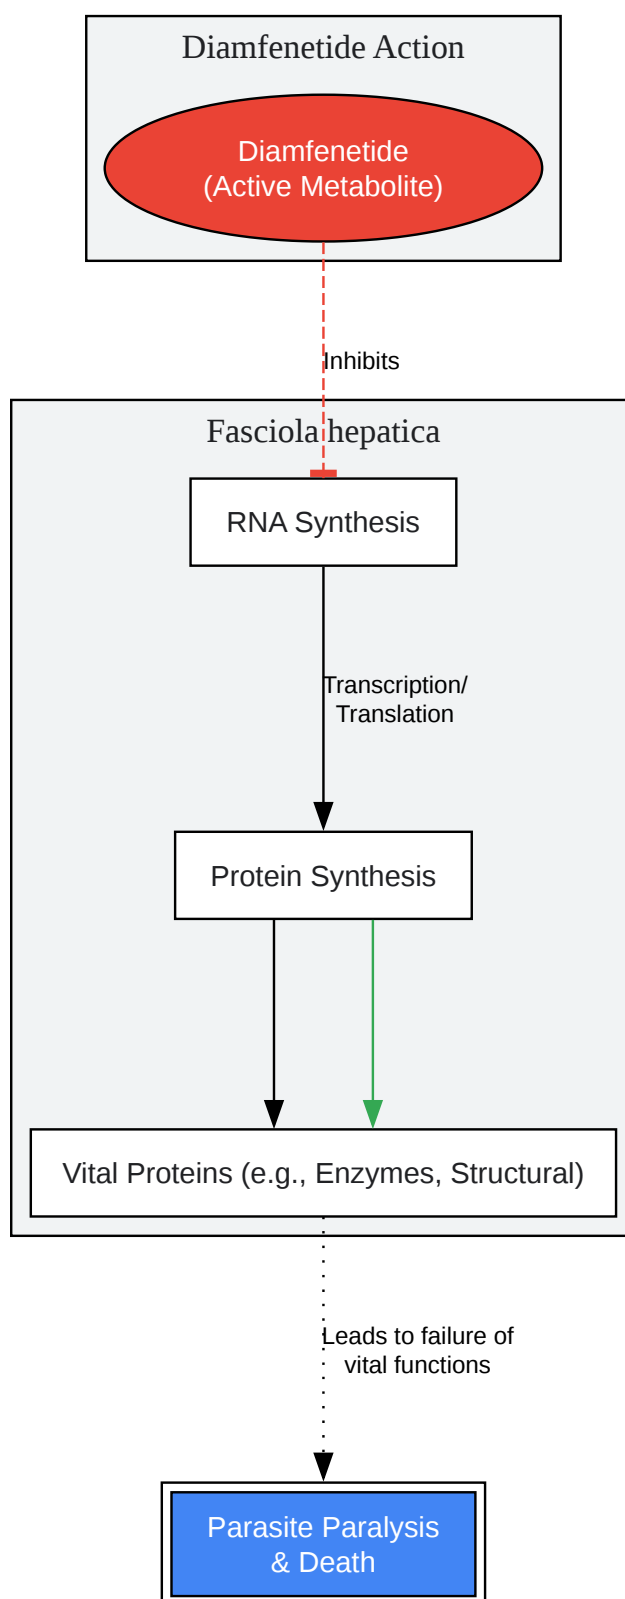 Diamfenetide Action
Diamfenetide
(Active Metabolite)
Inhibits
Fasciola hepatica
RNA Synthesis
Transcription/
Translation
Protein Synthesis
Vital Proteins (e.g., Enzymes, Structural)
Leads to failure of
vital functions
Parasite Paralysis
& Death